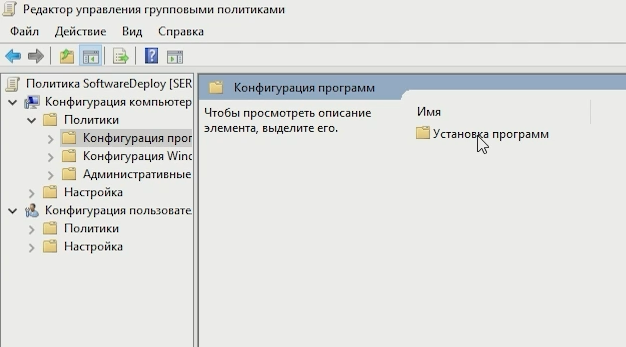 Редактор управления групповыми политиками
Файл Действие Вид Справка
Политика SoftwareDeploy [SER
Конфигурация компьютер
Политики
Конфигурация прог
Конфигурация Winc
Административные
Настройка
Конфигурация пользовате.
Политики
Настройка
Конфигурация программ
Чтобы просмотреть описание
элемента, выделите его.
Имя
Установка программ